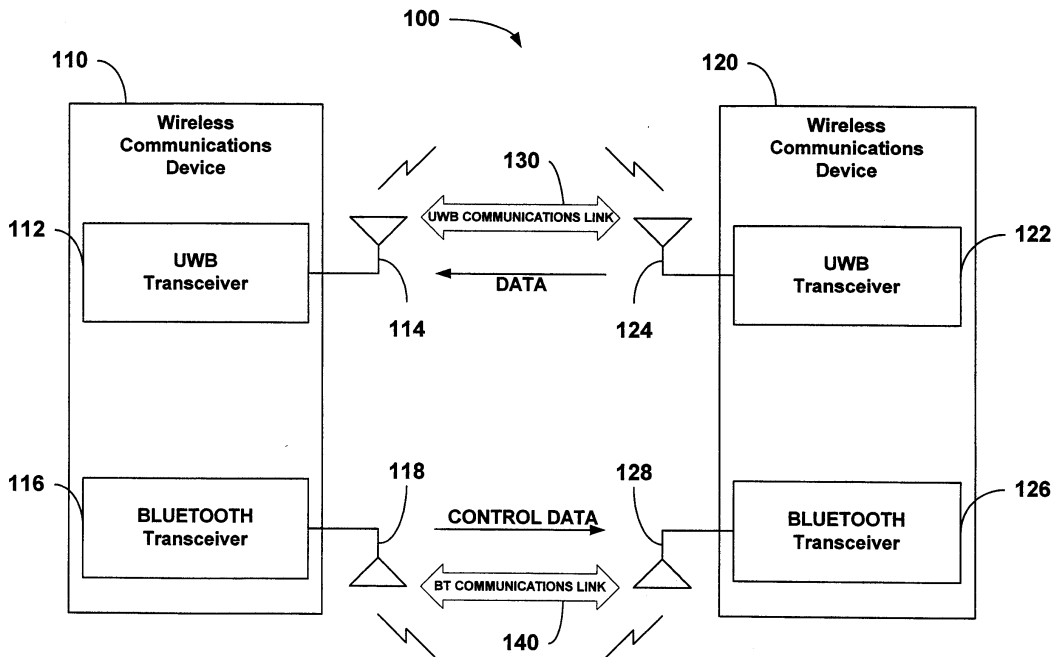 100
110
120
Wireless
Communications
Device
Wireless
Communications
Device
130
UWB COMMUNICATIONS LINK
112
UWB
Transceiver
122
UWB
Transceiver
DATA
114
124
116
118
128
126
BLUETOOTH
Transceiver
CONTROL DATA
BLUETOOTH
Transceiver
BT COMMUNICATIONS LINK
140